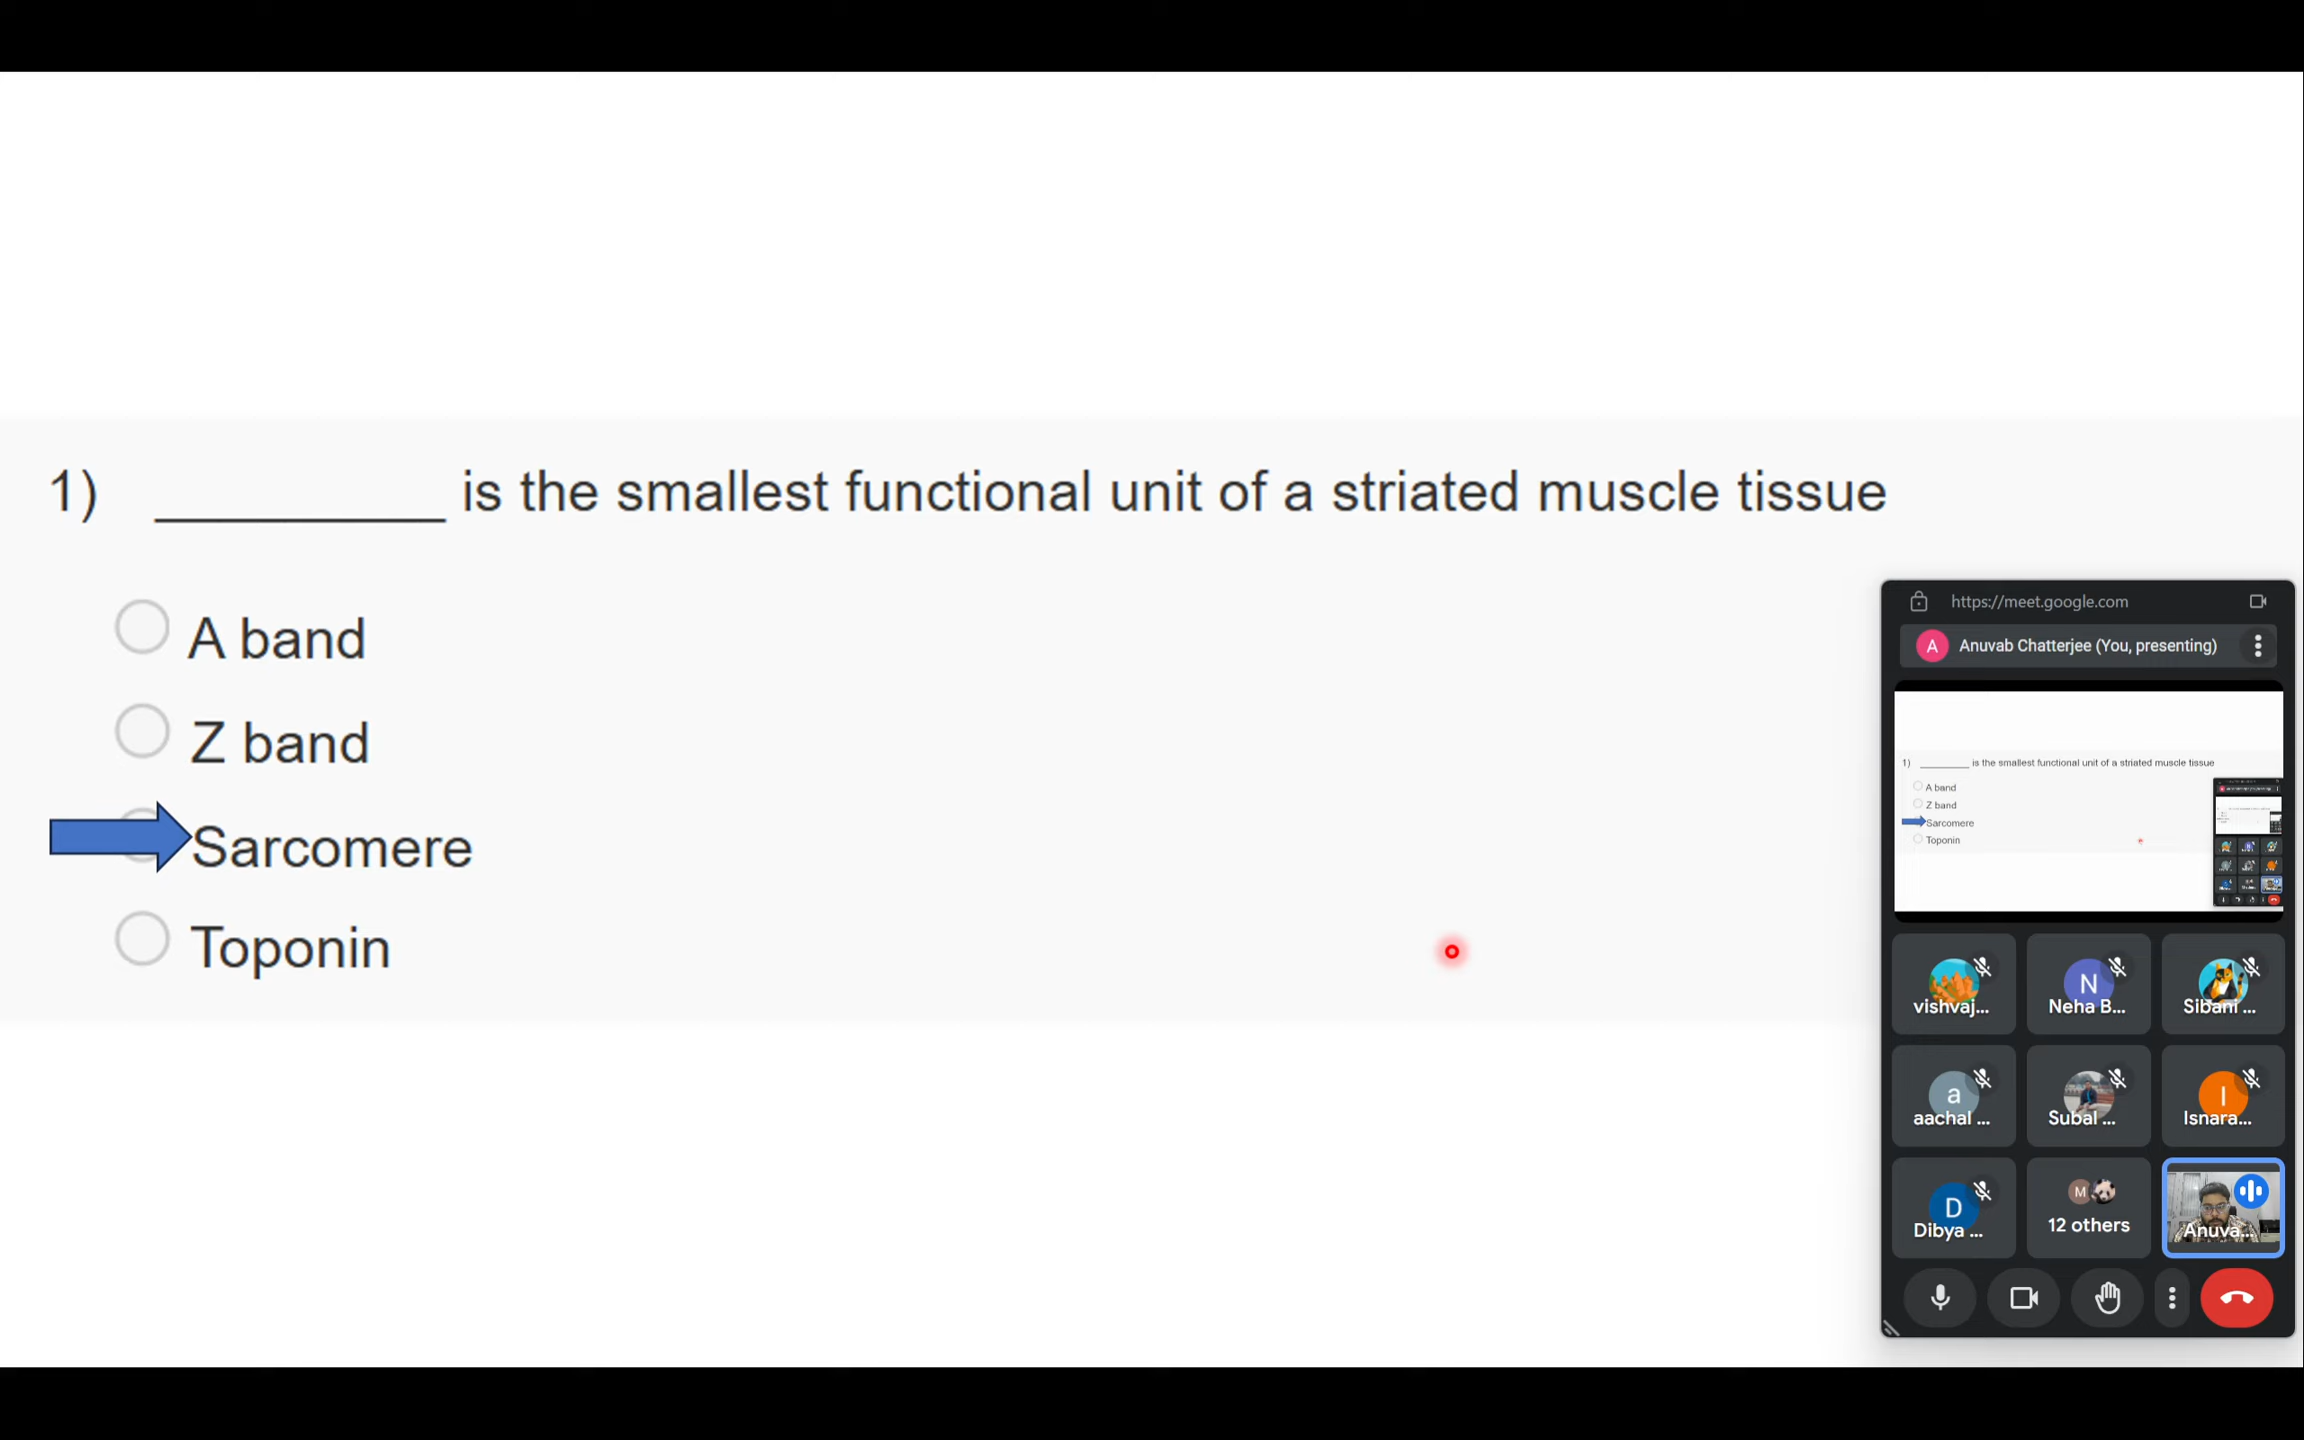 1) __________ is the smallest functional unit of a striated muscle tissue
A band
Z band
Sarcomere
Toponin
https://meet.google.com
A Anuvab Chatterjee (You, presenting)
1) __________ is the smallest functional unit of a striated muscle tissue
A band
Z band
Sarcomere
Toponin
vishvaj...
N
Neha B...
Sibani ...
a
aachal ...
Subal ...
I
Isnara...
D
Dibya ...
M
12 others
Anuva...